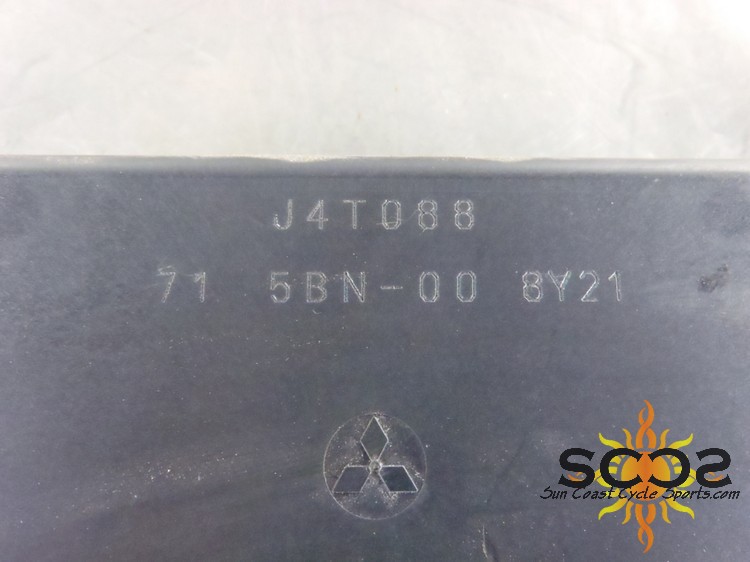 J4T088
71 5BN-00 8Y21
SCCS
Sun Coast Cycle Sports.com